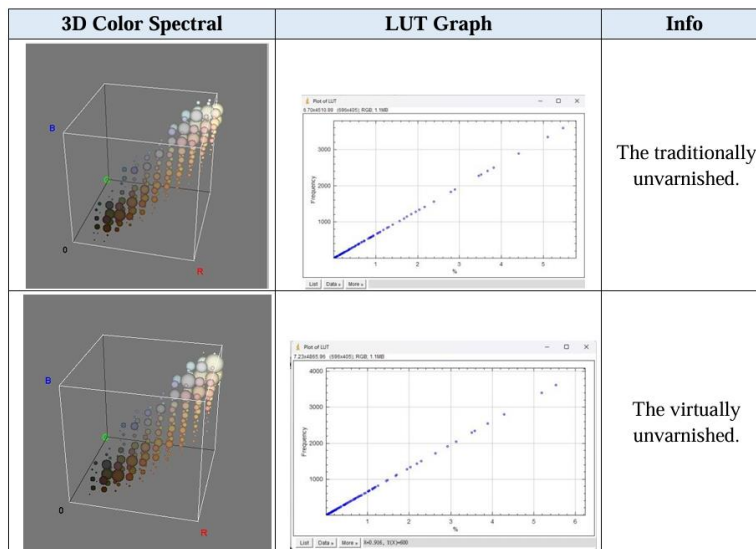 3D Color Spectral
LUT Graph
Info
B
0
R
Plot of LUT
3000
2000
1000
Frequency
1
2
3
4
5
%
List
Data »
More »
The traditionally
unvarnished.
B
0
R
Plot of LUT
4000
3000
2000
1000
Frequency
0
1
2
3
4
5
6
%
List
Data »
More »
The virtually
unvarnished.